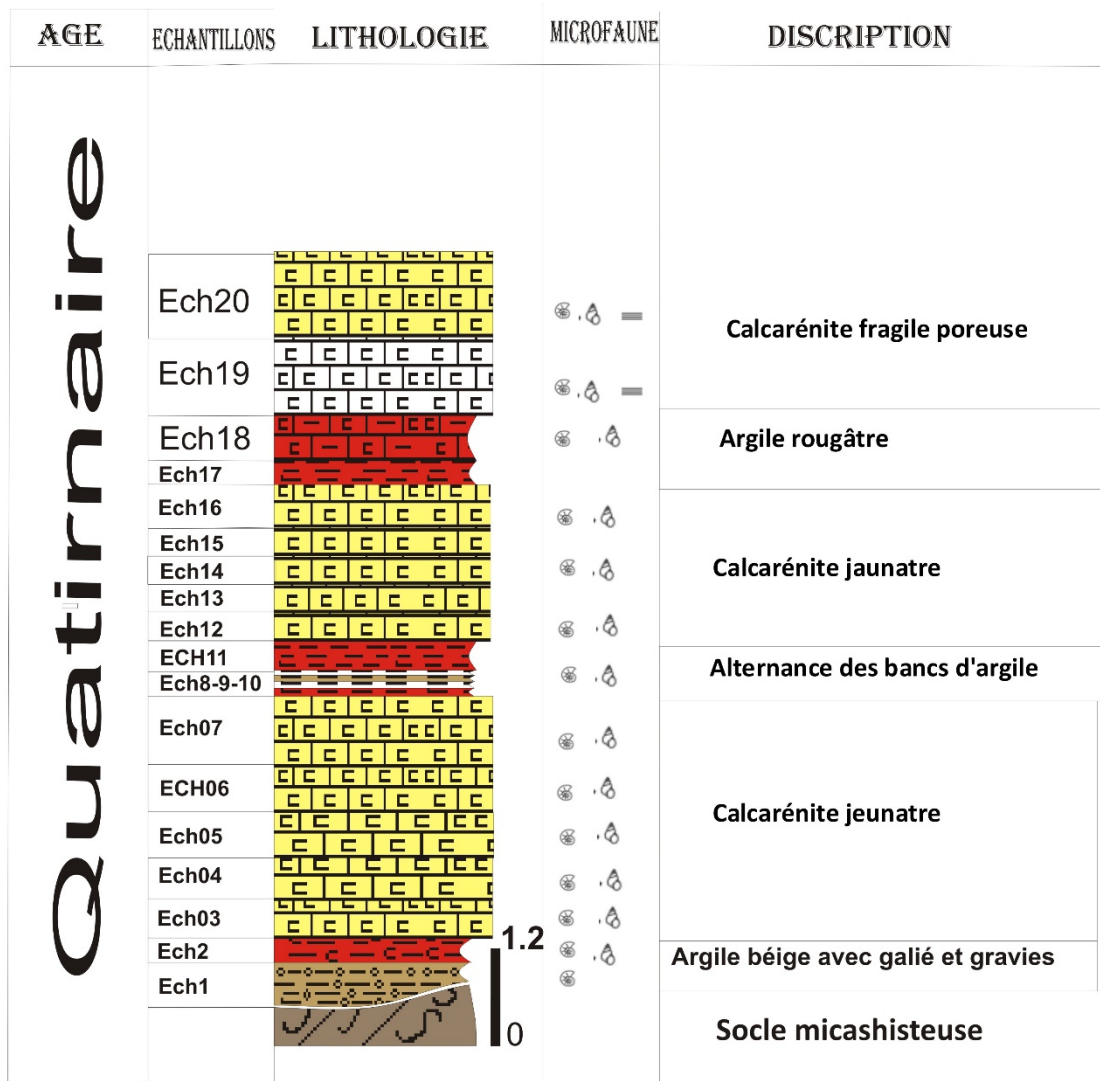 AGE
ECHANTILLONS
LITHOLOGIE
MICROFAUNE
DISCRIPTION
Quatirnaire
Ech20
Calcarénite fragile poreuse
Ech19
Ech18
Argile rougâtre
Ech17
Ech16
Ech15
Ech14
Calcarénite jaunatre
Ech13
Ech12
ECH11
Alternance des bancs d'argile
Ech8-9-10
Ech07
ECH06
Calcarénite jeunatre
Ech05
Ech04
Ech03
1.2
Ech2
Argile béige avec galié et gravies
Ech1
0
Socle micashisteuse